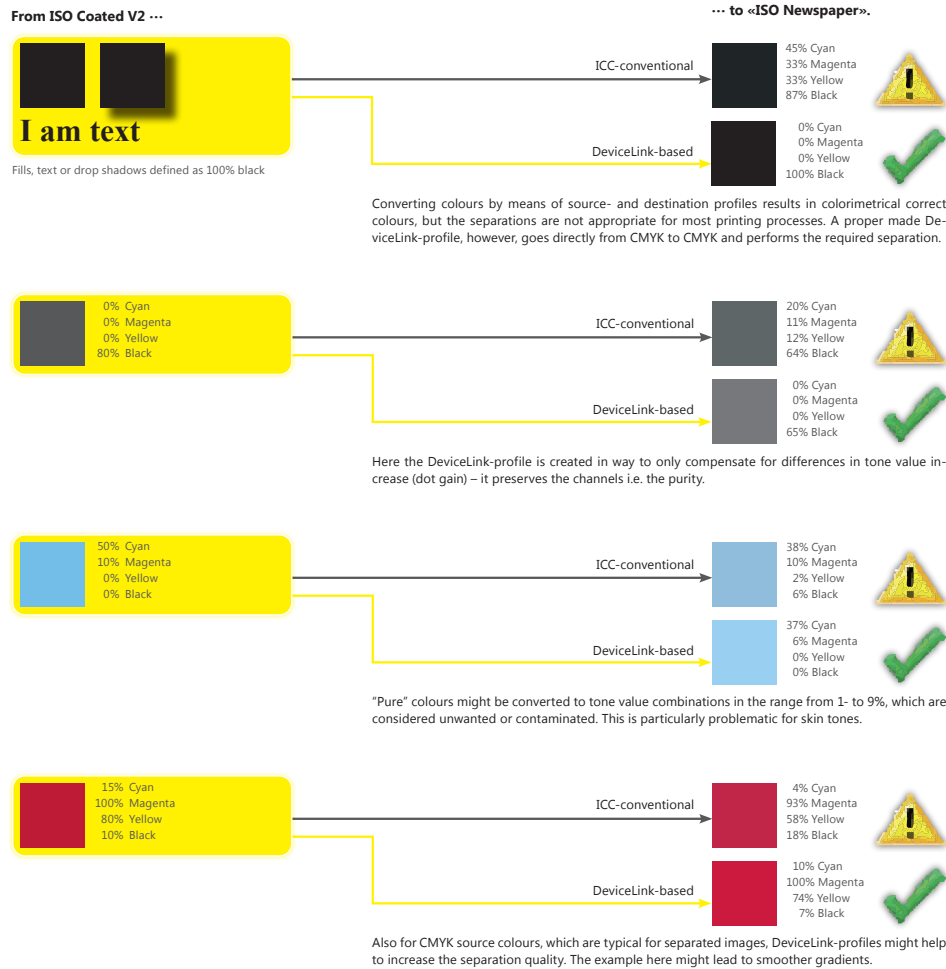 From ISO Coated V2 ···
··· to «ISO Newspaper».
I am text
Fills, text or drop shadows defined as 100% black
ICC-conventional
45% Cyan
33% Magenta
33% Yellow
87% Black
DeviceLink-based
0% Cyan
0% Magenta
0% Yellow
100% Black
Converting colours by means of source- and destination profiles results in colorimetrical correct
colours, but the separations are not appropriate for most printing processes. A proper made De-
viceLink-profile, however, goes directly from CMYK to CMYK and performs the required separation.
0% Cyan
0% Magenta
0% Yellow
80% Black
ICC-conventional
20% Cyan
11% Magenta
12% Yellow
64% Black
DeviceLink-based
0% Cyan
0% Magenta
0% Yellow
65% Black
Here the DeviceLink-profile is created in way to only compensate for differences in tone value in-
crease (dot gain) – it preserves the channels i.e. the purity.
50% Cyan
10% Magenta
0% Yellow
0% Black
ICC-conventional
38% Cyan
10% Magenta
2% Yellow
6% Black
DeviceLink-based
37% Cyan
6% Magenta
0% Yellow
0% Black
"Pure" colours might be converted to tone value combinations in the range from 1- to 9%, which are
considered unwanted or contaminated. This is particularly problematic for skin tones.
15% Cyan
100% Magenta
80% Yellow
10% Black
ICC-conventional
4% Cyan
93% Magenta
58% Yellow
18% Black
DeviceLink-based
10% Cyan
100% Magenta
74% Yellow
7% Black
Also for CMYK source colours, which are typical for separated images, DeviceLink-profiles might help
to increase the separation quality. The example here might lead to smoother gradients.